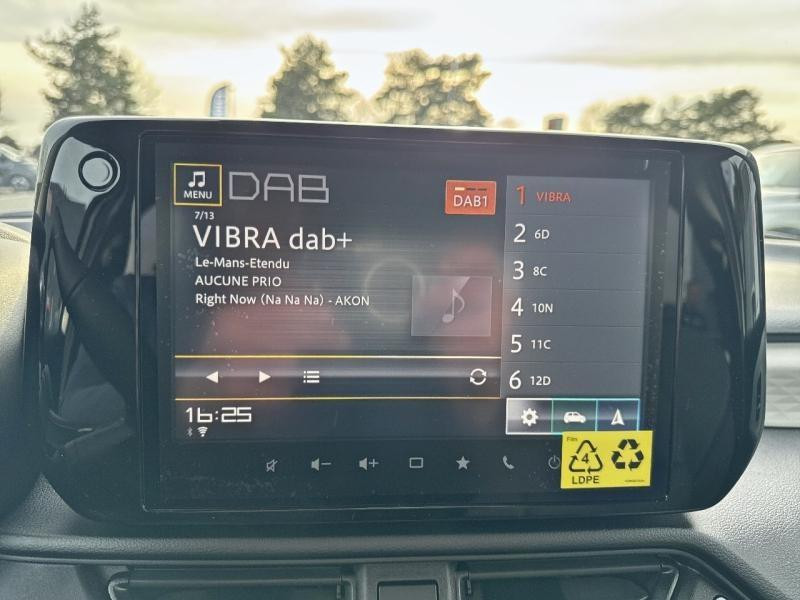 MENU
DAB
DAB1
7/13
VIBRA dab+
Le-Mans-Etendu
AUCUNE PRIO
Right Now (Na Na Na) - AKON
1 VIBRA
2 6D
3 8C
4 10N
5 11C
6 12D
16:25
Film
4
LDPE